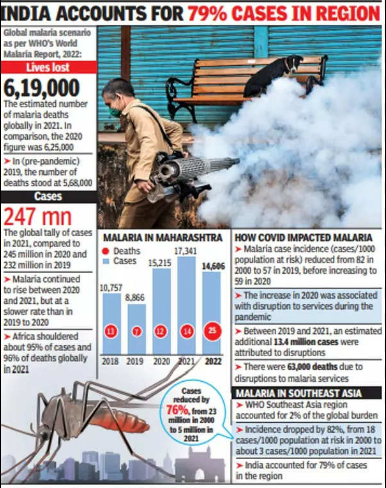 INDIA ACCOUNTS FOR 79% CASES IN REGION
Global malaria scenario
as per WHO's World
Malaria Report, 2022:
Lives lost
6,19,000
The estimated number
of malaria deaths
globally in 2021. In
comparison, the 2020
figure was 6,25,000
➤ In (pre-pandemic)
2019, the number of
deaths stood at 5,68,000
Cases
247 mn
The global tally of cases
in 2021, compared to
245 million in 2020 and
232 million in 2019
➤ Malaria continued
to rise between 2020
and 2021, but at a
slower rate than in
2019 to 2020
➤ Africa shouldered
about 95% of cases and
96% of deaths globally
in 2021
MALARIA IN MAHARASHTRA
Deaths
Cases
10,757
8,866
15,215
17,341
14,606
13
7
12
14
25
2018 2019 2020 2021 2022
Cases
reduced by
76%, from 23
million in 2000
to 5 million in
2021
HOW COVID IMPACTED MALARIA
➤ Malaria case incidence (cases/1000
population at risk) reduced from 82 in
2000 to 57 in 2019, before increasing to
59 in 2020
➤ The increase in 2020 was associated
with disruption to services during the
pandemic
➤ Between 2019 and 2021, an estimated
additional 13.4 million cases were
attributed to disruptions
➤ There were 63,000 deaths due to
disruptions to malaria services
MALARIA IN SOUTHEAST ASIA
➤ WHO Southeast Asia region
accounted for 2% of the global burden
➤ Incidence dropped by 82%, from 18
cases/1000 population at risk in 2000 to
about 3 cases/1000 population in 2021
➤ India accounted for 79% of cases
in the region